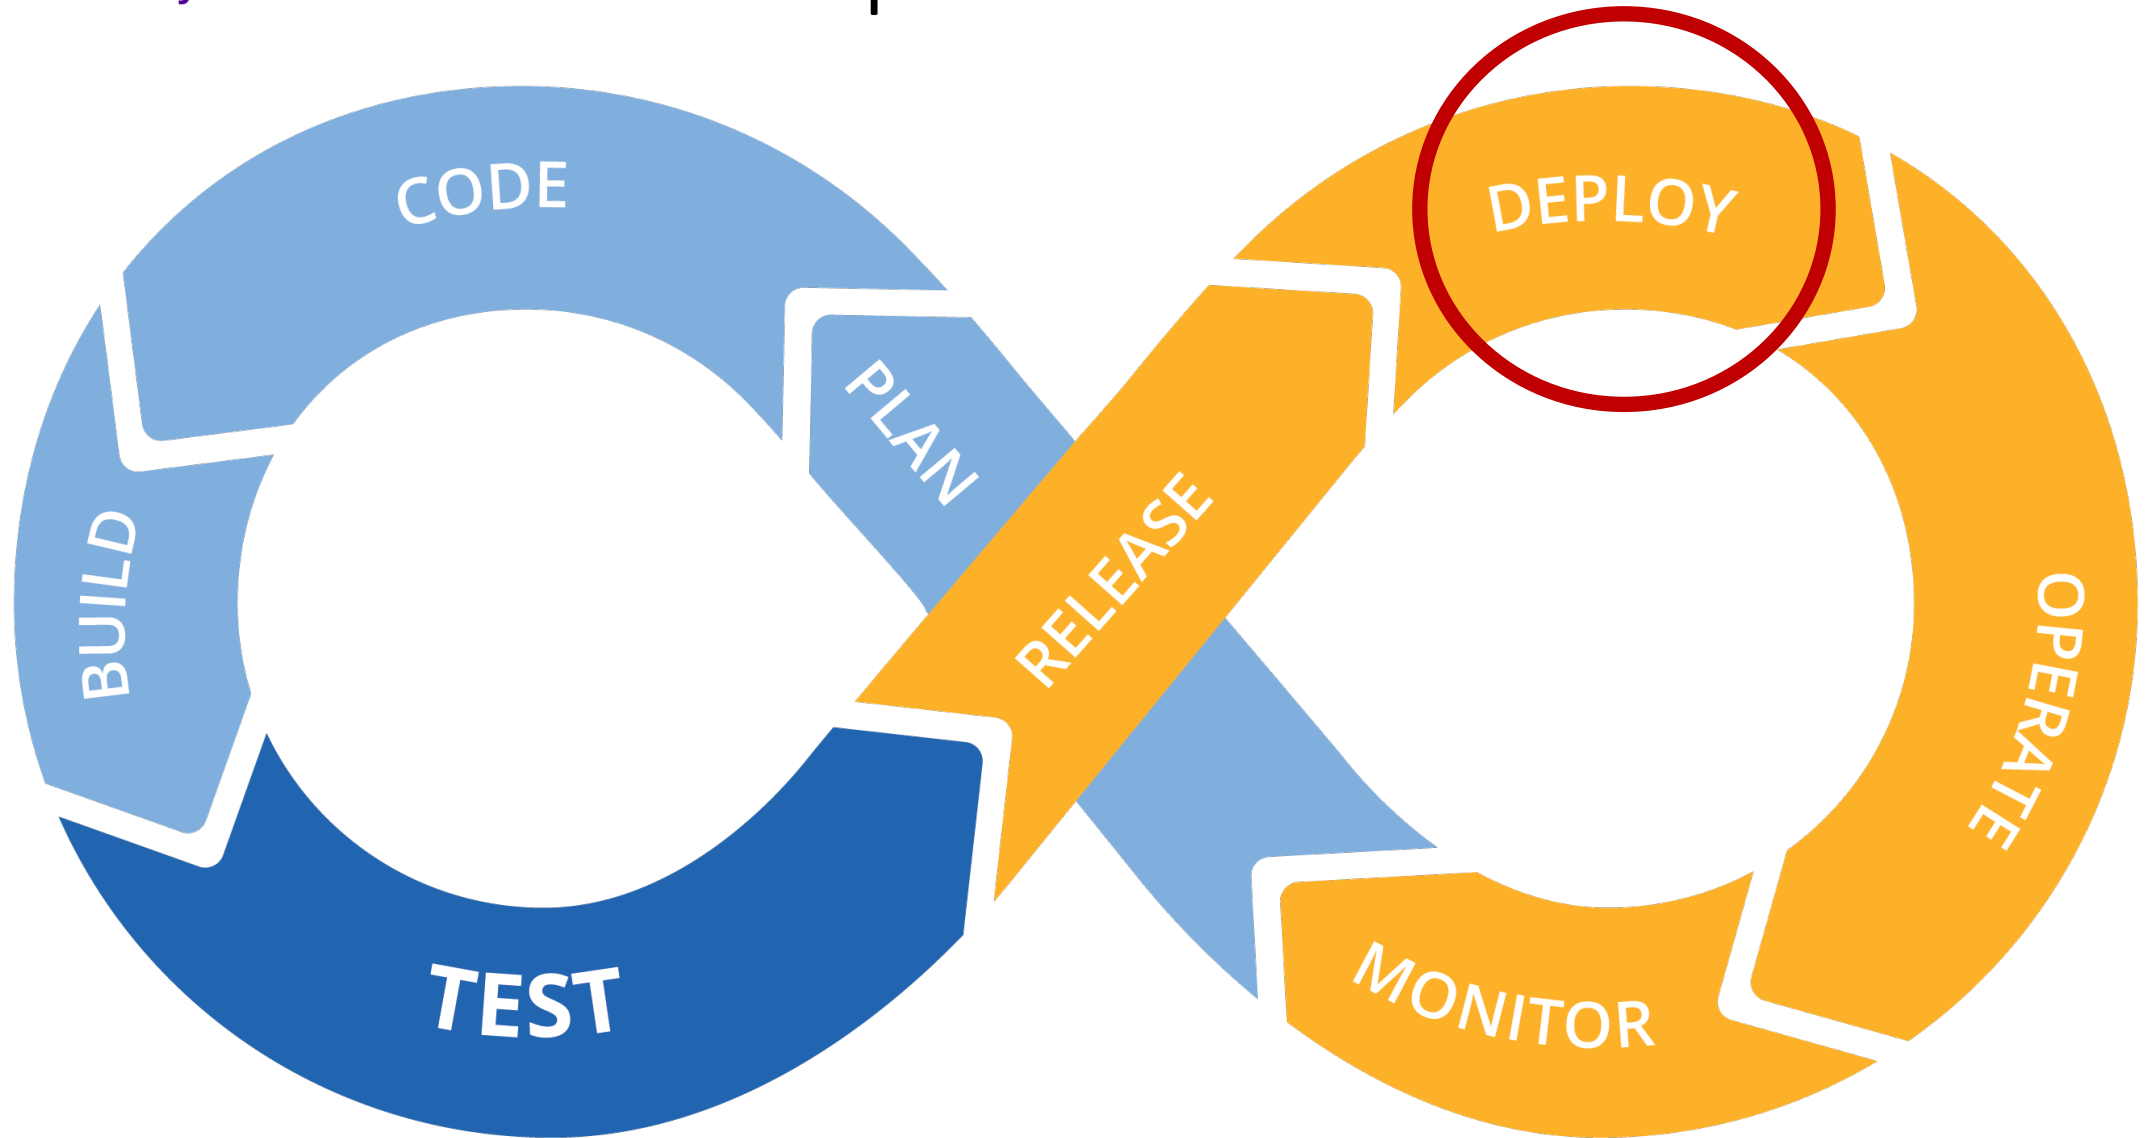 CODE
DEPLOY
PLAN
RELEASE
BUILD
OPERATE
TEST
MONITOR